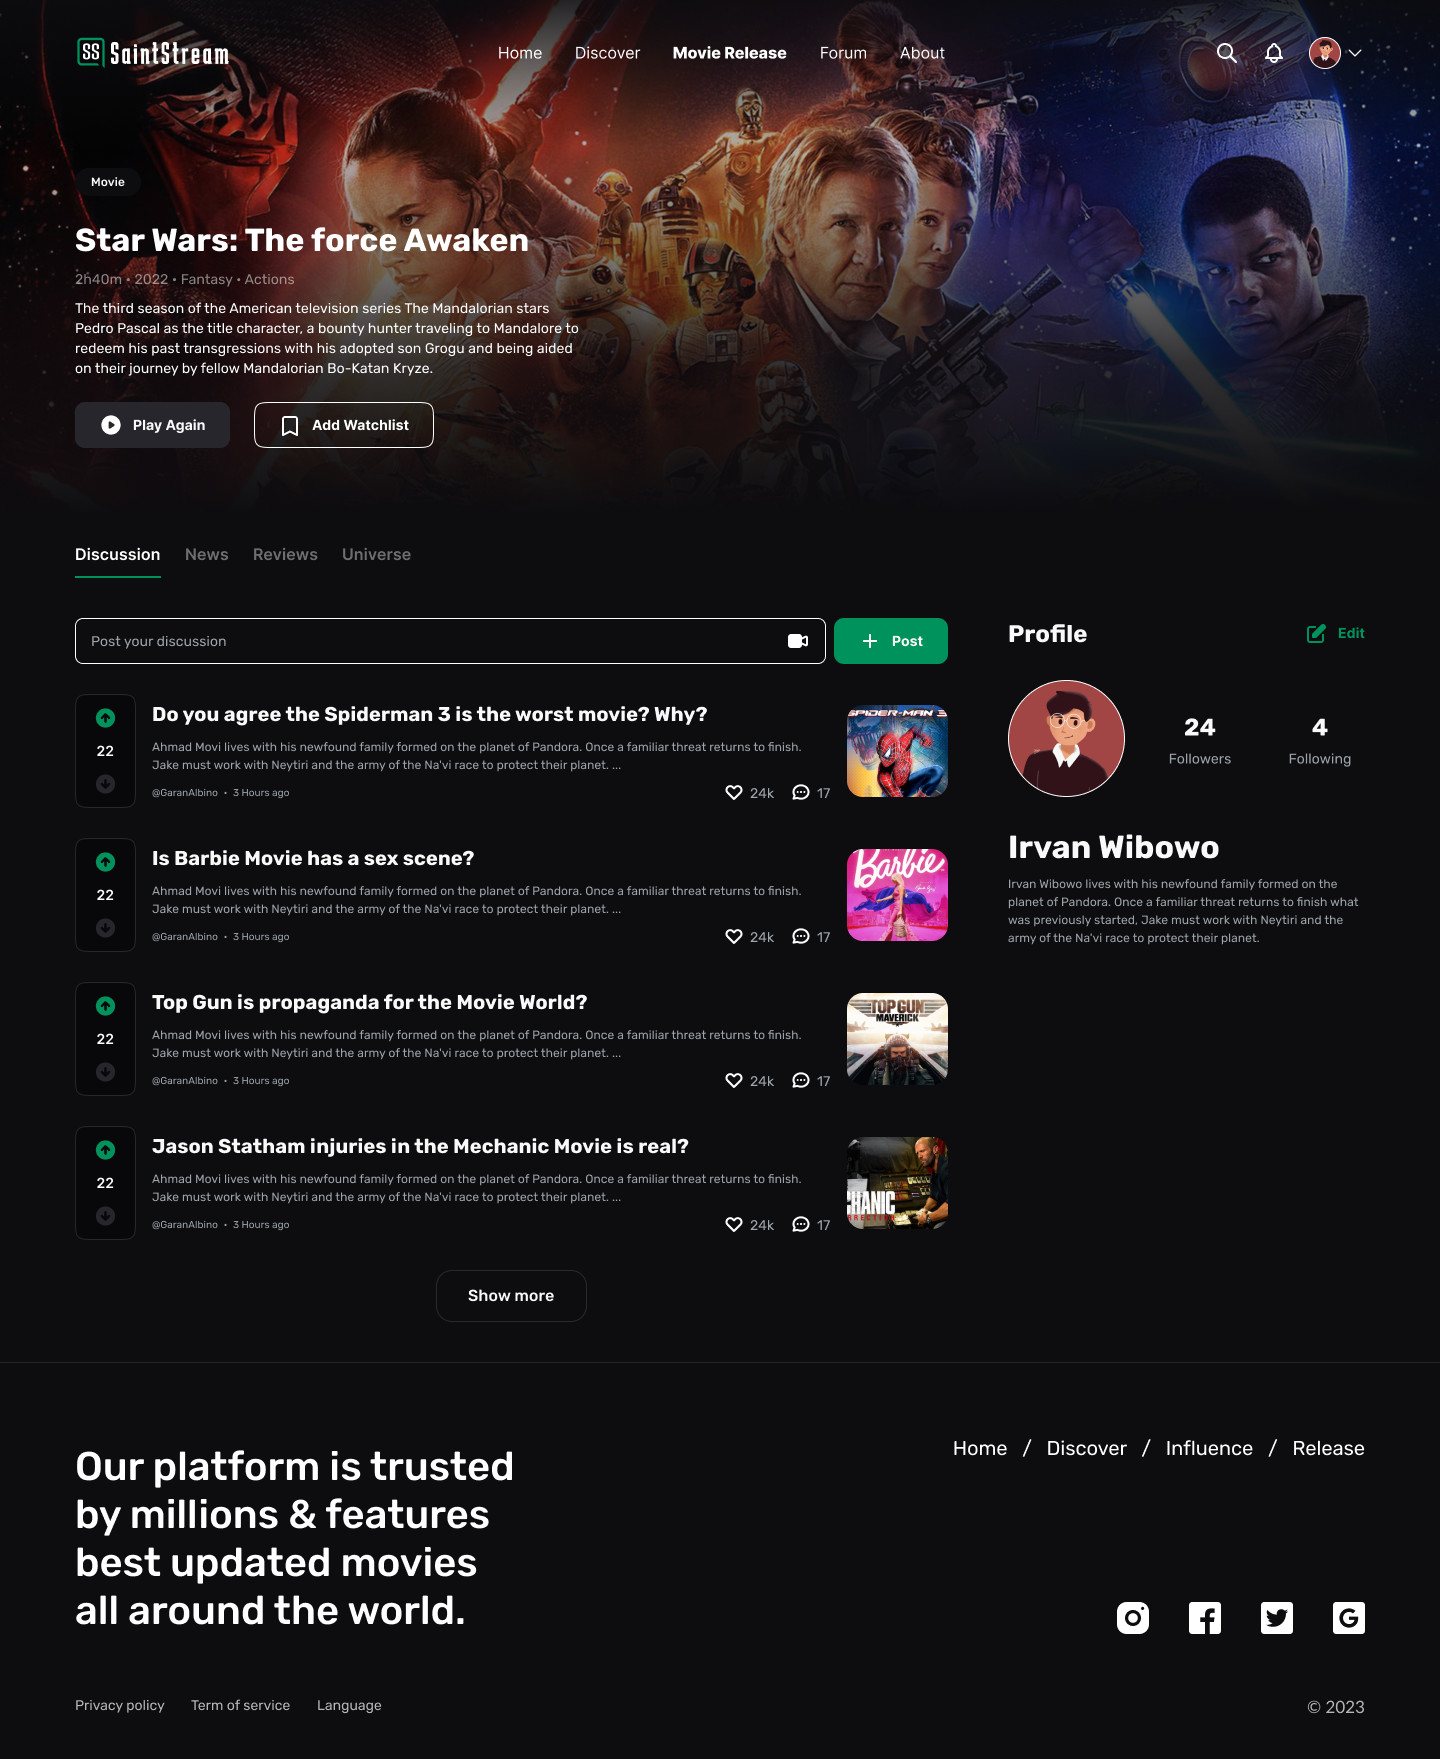 SS SaintStream
Home Discover Movie Release Forum About
Movie
Star Wars: The force Awaken
2h40m • 2022 • Fantasy • Actions
The third season of the American television series The Mandalorian stars
Pedro Pascal as the title character, a bounty hunter traveling to Mandalore to
redeem his past transgressions with his adopted son Grogu and being aided
on their journey by fellow Mandalorian Bo-Katan Kryze.
Play Again Add Watchlist
Discussion News Reviews Universe
Post your discussion
Post
Do you agree the Spiderman 3 is the worst movie? Why?
22
Ahmad Movi lives with his newfound family formed on the planet of Pandora. Once a familiar threat returns to finish.
Jake must work with Neytiri and the army of the Na'vi race to protect their planet. ...
@GaranAlbino • 3 Hours ago
24k 17
SPIDER-MAN 3
Is Barbie Movie has a sex scene?
22
Ahmad Movi lives with his newfound family formed on the planet of Pandora. Once a familiar threat returns to finish.
Jake must work with Neytiri and the army of the Na'vi race to protect their planet. ...
@GaranAlbino • 3 Hours ago
24k 17
Barbie
Top Gun is propaganda for the Movie World?
22
Ahmad Movi lives with his newfound family formed on the planet of Pandora. Once a familiar threat returns to finish.
Jake must work with Neytiri and the army of the Na'vi race to protect their planet. ...
@GaranAlbino • 3 Hours ago
24k 17
TOP GUN
MAVERICK
Jason Statham injuries in the Mechanic Movie is real?
22
Ahmad Movi lives with his newfound family formed on the planet of Pandora. Once a familiar threat returns to finish.
Jake must work with Neytiri and the army of the Na'vi race to protect their planet. ...
@GaranAlbino • 3 Hours ago
24k 17
CHANIC
Show more
Profile
Edit
24
Followers
4
Following
Irvan Wibowo
Irvan Wibowo lives with his newfound family formed on the
planet of Pandora. Once a familiar threat returns to finish what
was previously started, Jake must work with Neytiri and the
army of the Na'vi race to protect their planet.
Our platform is trusted
by millions & features
best updated movies
all around the world.
Home / Discover / Influence / Release
Privacy policy Term of service Language
© 2023